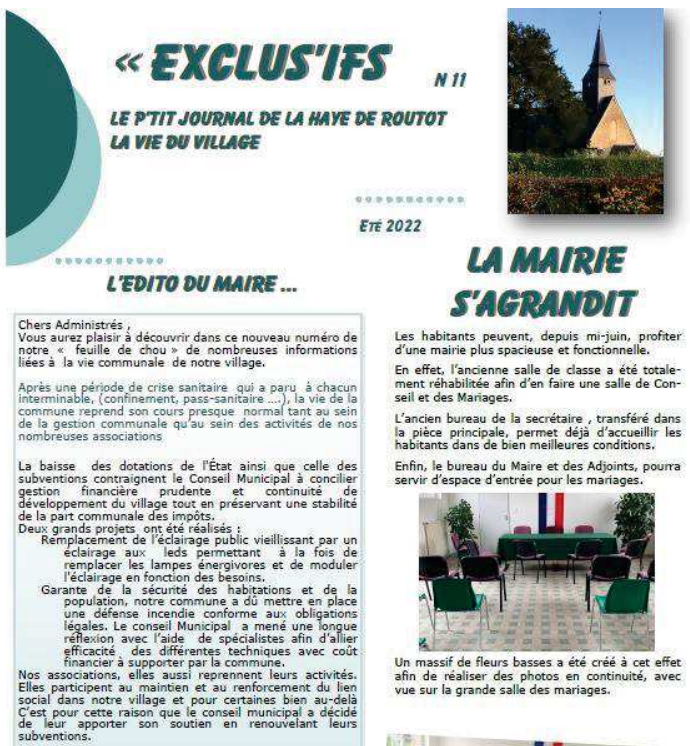 « EXCLUS'IFS
N 11
LE P'TIT JOURNAL DE LA HAYE DE ROUTOT
LA VIE DU VILLAGE
ETÉ 2022
L'EDITO DU MAIRE ...
Chers Administrés ,
Vous aurez plaisir à découvrir dans ce nouveau numéro de
notre « feuille de chou » de nombreuses informations
liées à la vie communale de notre village.
Après une période de crise sanitaire qui a paru à chacun
interminable, (confinement, pass-sanitaire ....), la vie de la
commune reprend son cours presque normal tant au sein
de la gestion communale qu'au sein des activités de nos
nombreuses associations
La baisse des dotations de l'État ainsi que celle des
subventions contraignent le Conseil Municipal à concilier
gestion financière prudente et continuité de
développement du village tout en préservant une stabilité
de la part communale des impôts.
Deux grands projets ont été réalisés :
Remplacement de l'éclairage public vieillissant par un
éclairage aux leds permettant à la fois de
remplacer les lampes énergivores et de moduler
l'éclairage en fonction des besoins.
Garante de la sécurité des habitations et de la
population, notre commune a dû mettre en place
une défense incendie conforme aux obligations
légales. Le conseil Municipal a mené une longue
réflexion avec l'aide de spécialistes afin d'allier
efficacité des différentes techniques avec coût
financier à supporter par la commune.
Nos associations, elles aussi reprennent leurs activités.
Elles participent au maintien et au renforcement du lien
social dans notre village et pour certaines bien au-delà
C'est pour cette raison que le conseil municipal a décidé
de leur apporter son soutien en renouvelant leurs
subventions.
LA MAIRIE
S'AGRANDIT
Les habitants peuvent, depuis mi-juin, profiter
d'une mairie plus spacieuse et fonctionnelle.
En effet, l'ancienne salle de classe a été totale-
ment réhabilitée afin d'en faire une salle de Con-
seil et des Mariages.
L'ancien bureau de la secrétaire , transféré dans
la pièce principale, permet déjà d'accueillir les
habitants dans de bien meilleures conditions.
Enfin, le bureau du Maire et des Adjoints, pourra
servir d'espace d'entrée pour les mariages.
Un massif de fleurs basses a été créé à cet effet
afin de réaliser des photos en continuité, avec
vue sur la grande salle des mariages.